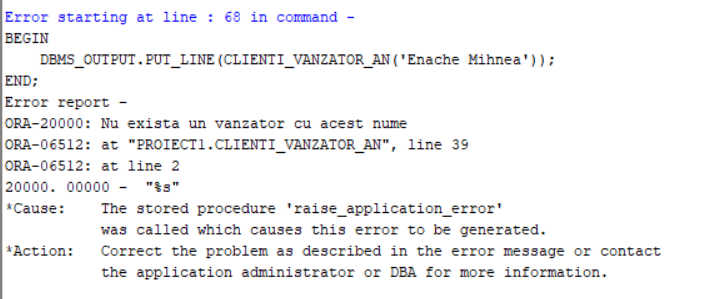 Error starting at line : 68 in command -
BEGIN
    DBMS_OUTPUT.PUT_LINE(CLIENTI_VANZATOR_AN('Enache Mihnea'));
END;
Error report -
ORA-20000: Nu exista un vanzator cu acest nume
ORA-06512: at "PROIECT1.CLIENTI_VANZATOR_AN", line 39
ORA-06512: at line 2
20000. 00000 -  "%s"
*Cause:    The stored procedure 'raise_application_error'
           was called which causes this error to be generated.
*Action:   Correct the problem as described in the error message or contact
           the application administrator or DBA for more information.